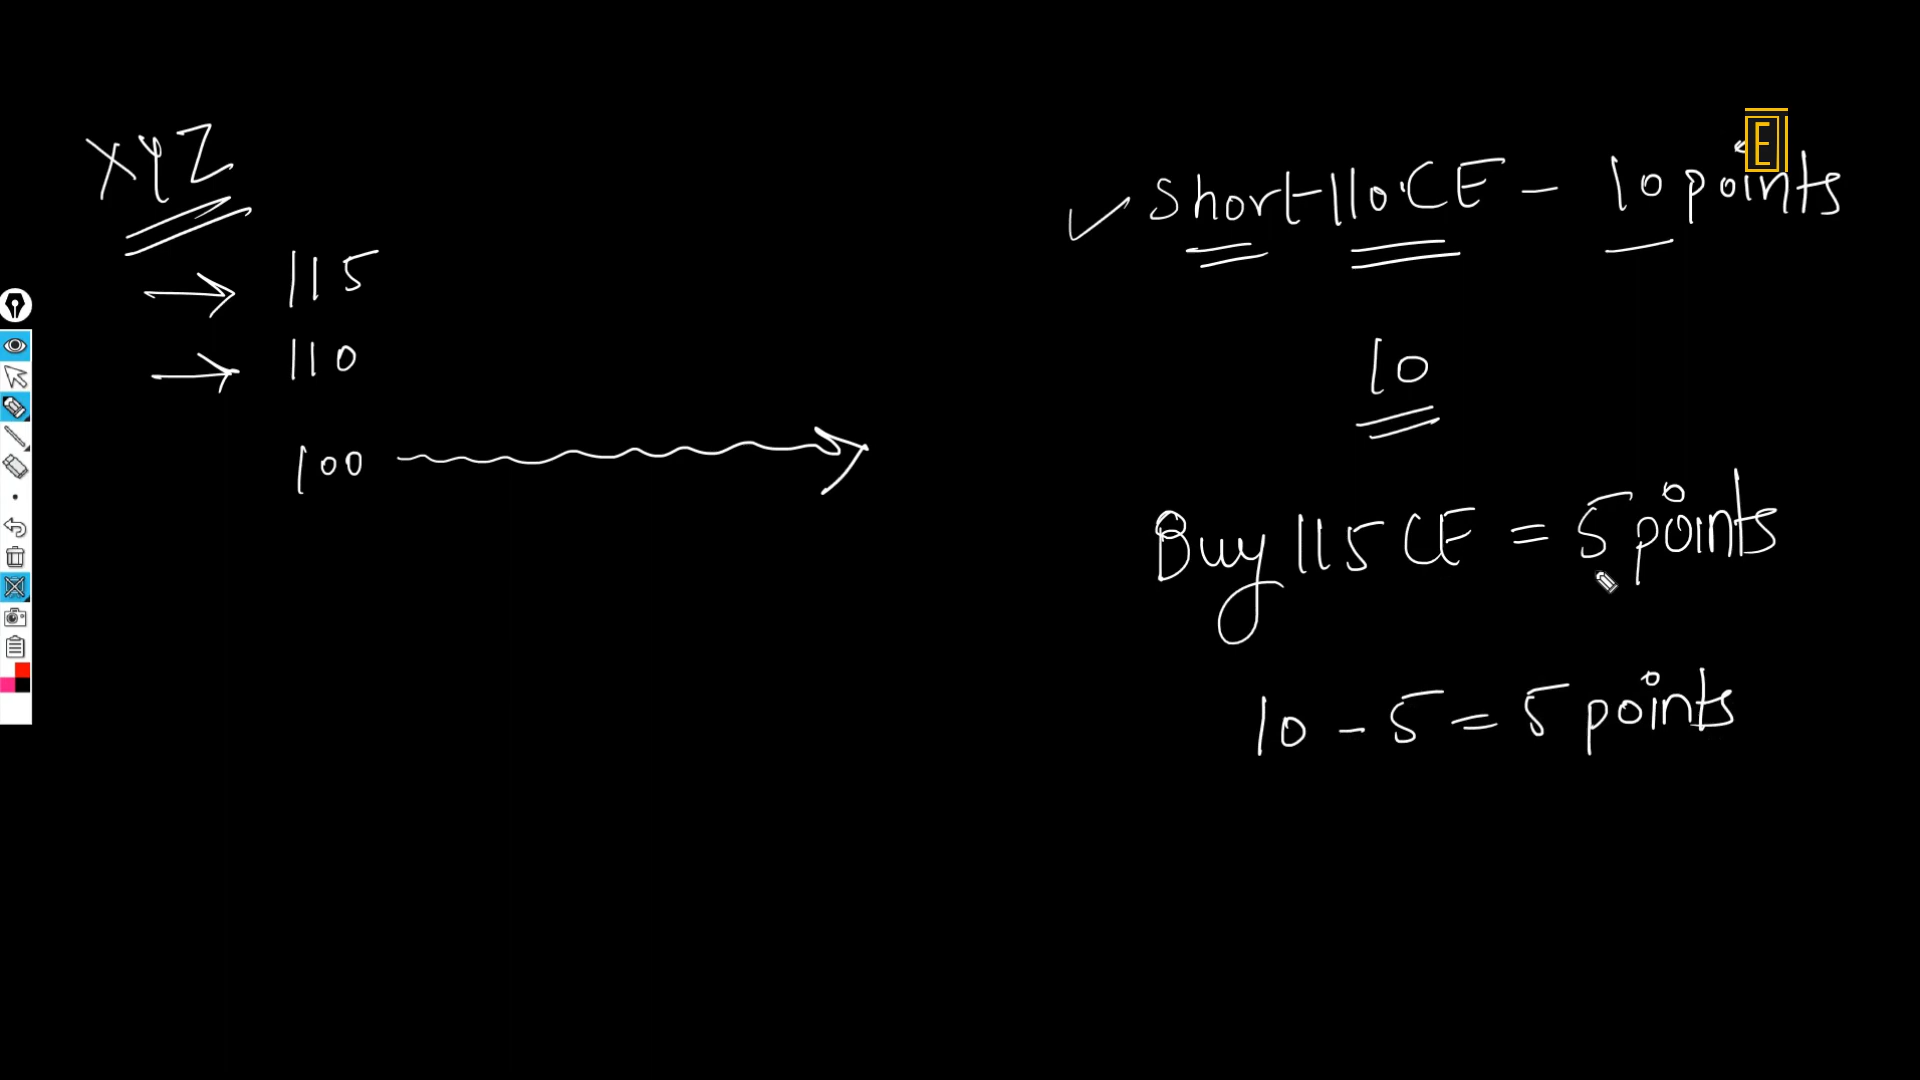 XYZ
115
110
100
Short 110 CE - 10 points
10
Buy 115 CE = 5 points
10 - 5 = 5 points
E